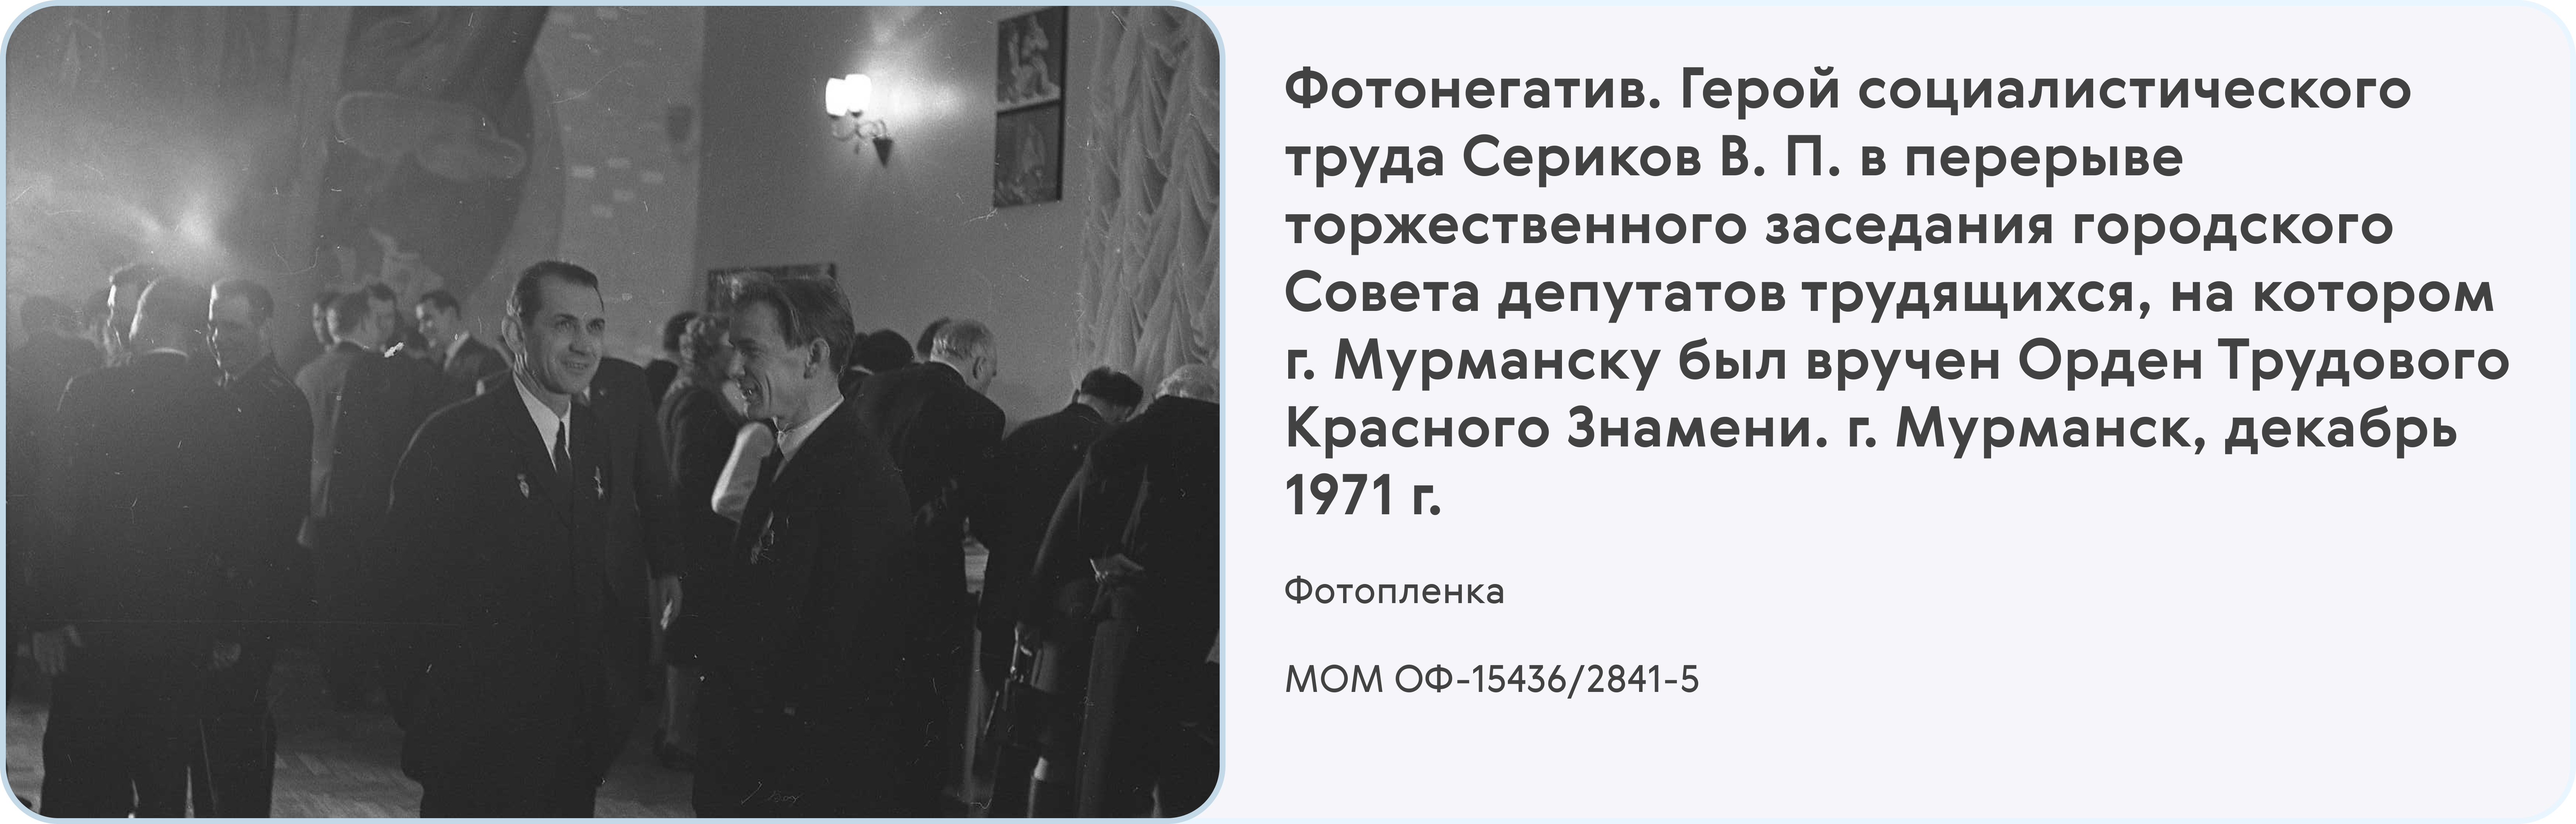 Фотонегатив. Герой социалистического
труда Сериков В. П. в перерыве
торжественного заседания городского
Совета депутатов трудящихся, на котором
г. Мурманску был вручен Орден Трудового
Красного Знамени. г. Мурманск, декабрь
1971 г.
Фотопленка
МОМ ОФ-15436/2841-5